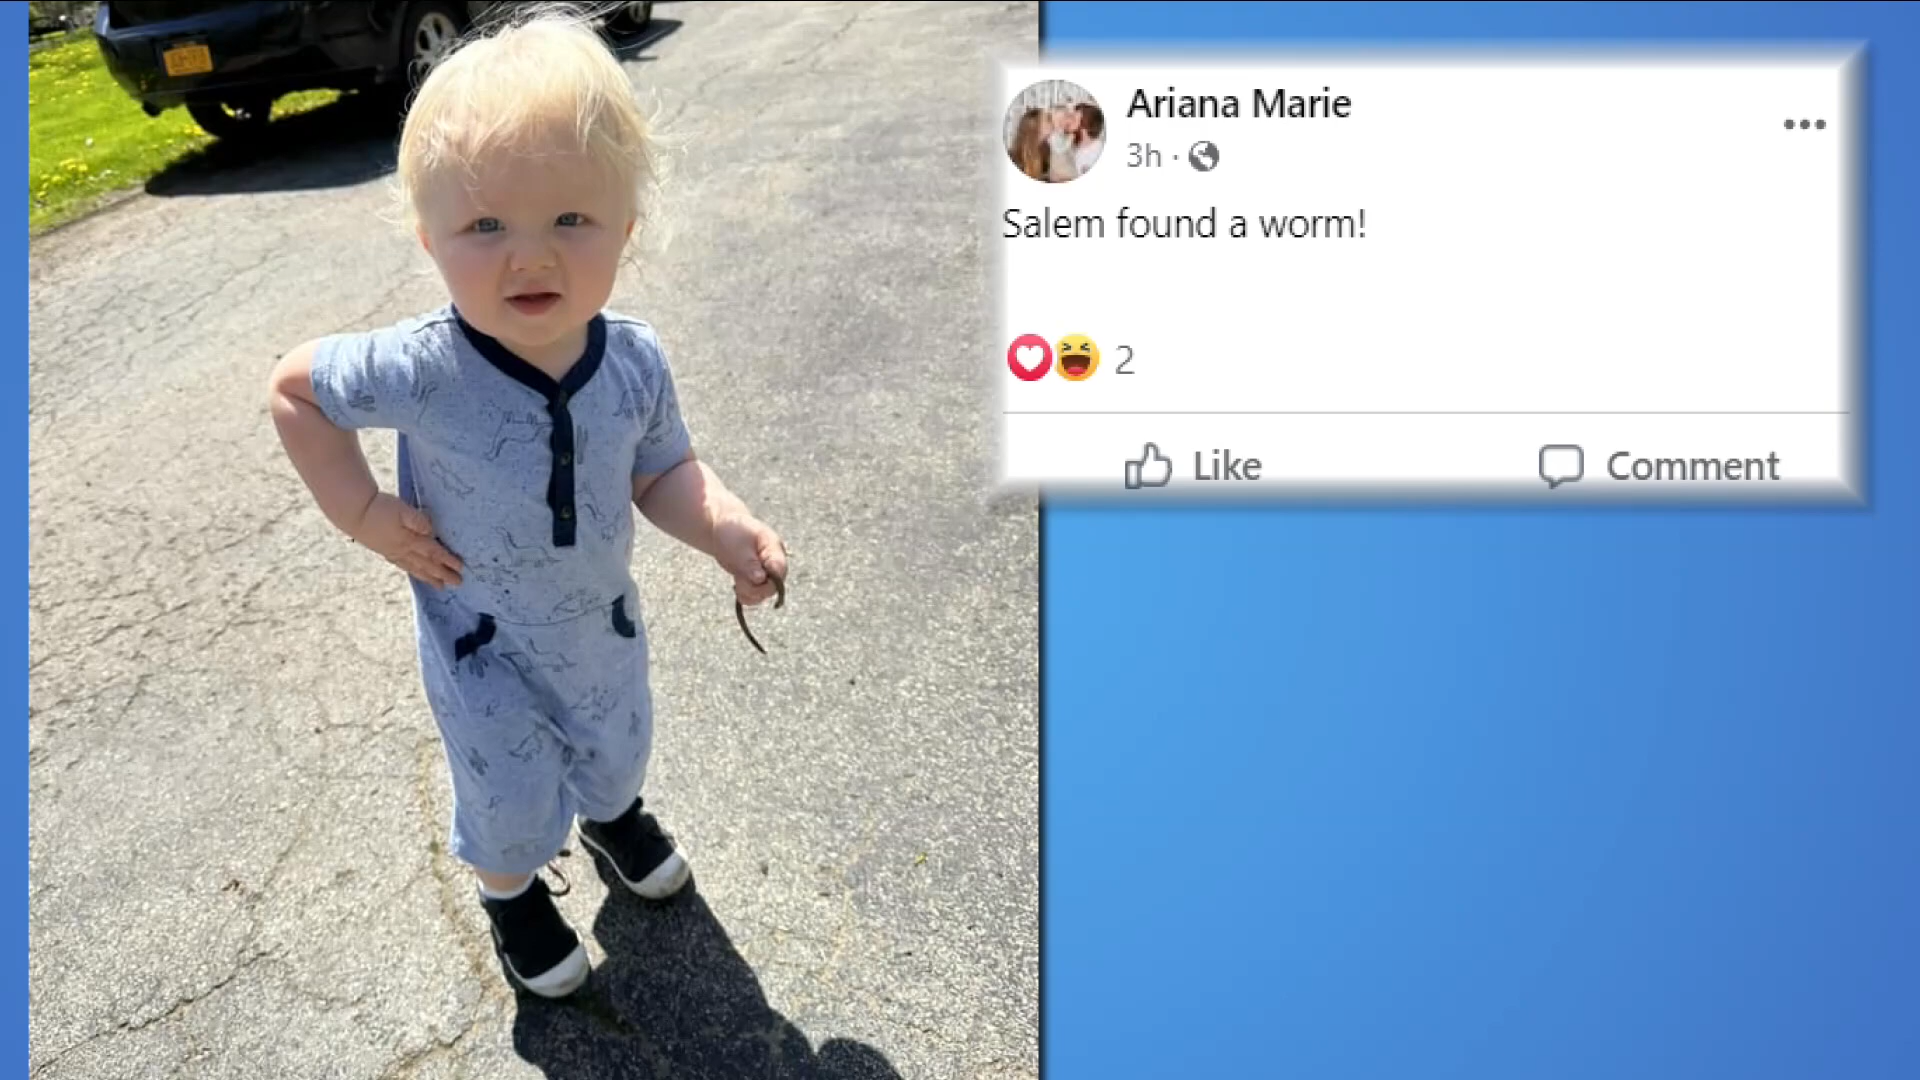 Ariana Marie
3h ·
Salem found a worm!
2
Like
Comment